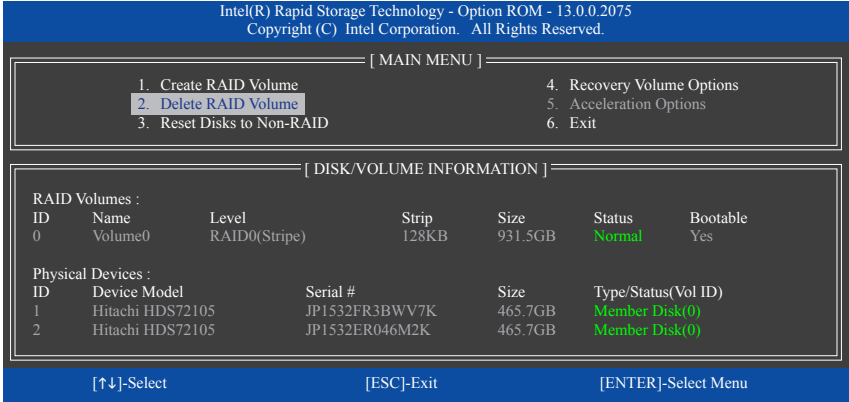 Intel(R) Rapid Storage Technology - Option ROM - 13.0.0.2075
Copyright (C) Intel Corporation. All Rights Reserved.
[ MAIN MENU ]
1. Create RAID Volume
2. Delete RAID Volume
3. Reset Disks to Non-RAID
4. Recovery Volume Options
5. Acceleration Options
6. Exit
[ DISK/VOLUME INFORMATION ]
RAID Volumes :
ID Name Level Strip Size Status Bootable
0 Volume0 RAID0(Stripe) 128KB 931.5GB Normal Yes
Physical Devices :
ID Device Model Serial # Size Type/Status(Vol ID)
1 Hitachi HDS72105 JP1532FR3BWV7K 465.7GB Member Disk(0)
2 Hitachi HDS72105 JP1532ER046M2K 465.7GB Member Disk(0)
[↑↓]-Select [ESC]-Exit [ENTER]-Select Menu